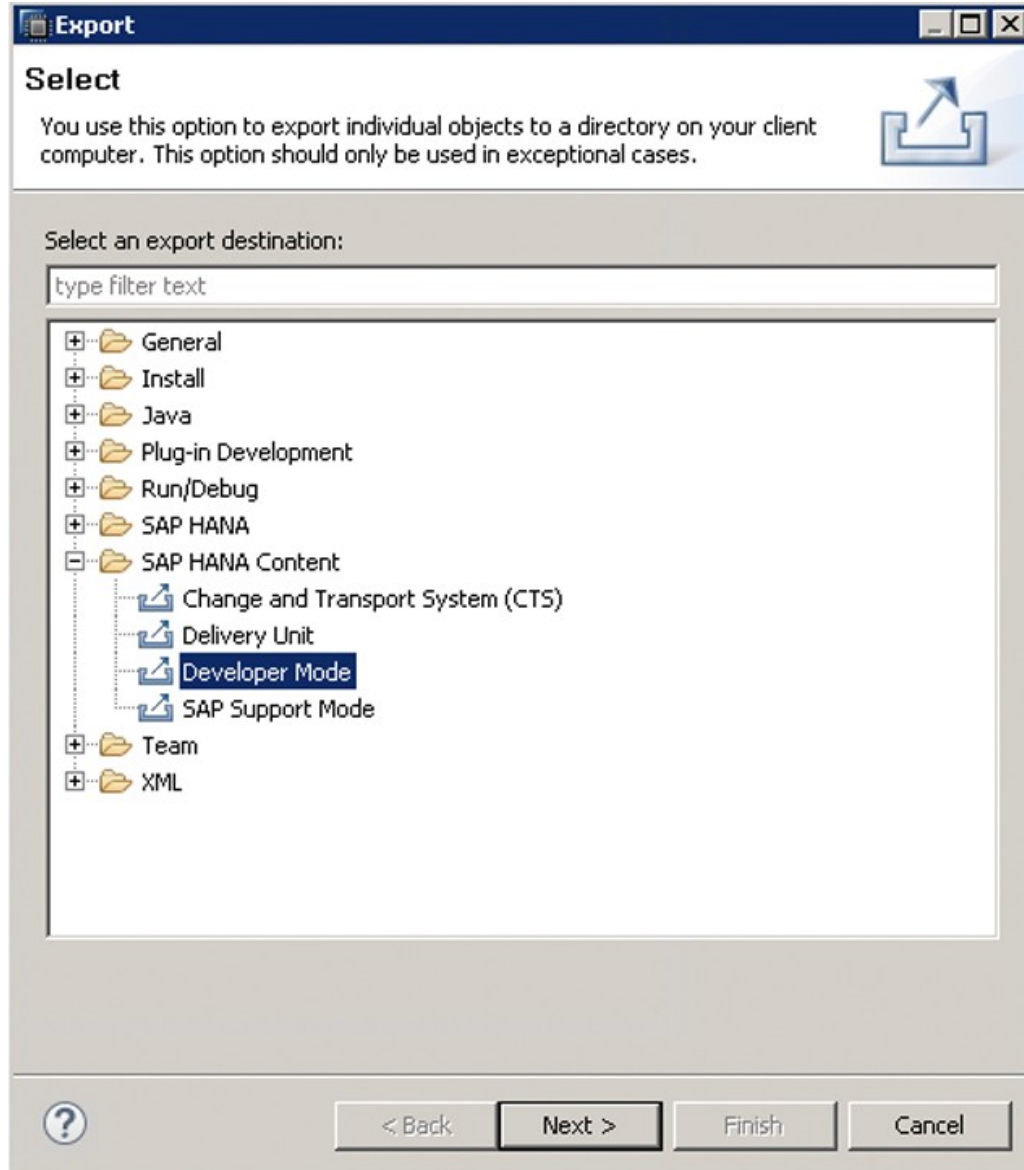 Export
Select
You use this option to export individual objects to a directory on your client
computer. This option should only be used in exceptional cases.
Select an export destination:
type filter text
General
Install
Java
Plug-in Development
Run/Debug
SAP HANA
SAP HANA Content
Change and Transport System (CTS)
Delivery Unit
Developer Mode
SAP Support Mode
Team
XML
< Back
Next >
Finish
Cancel